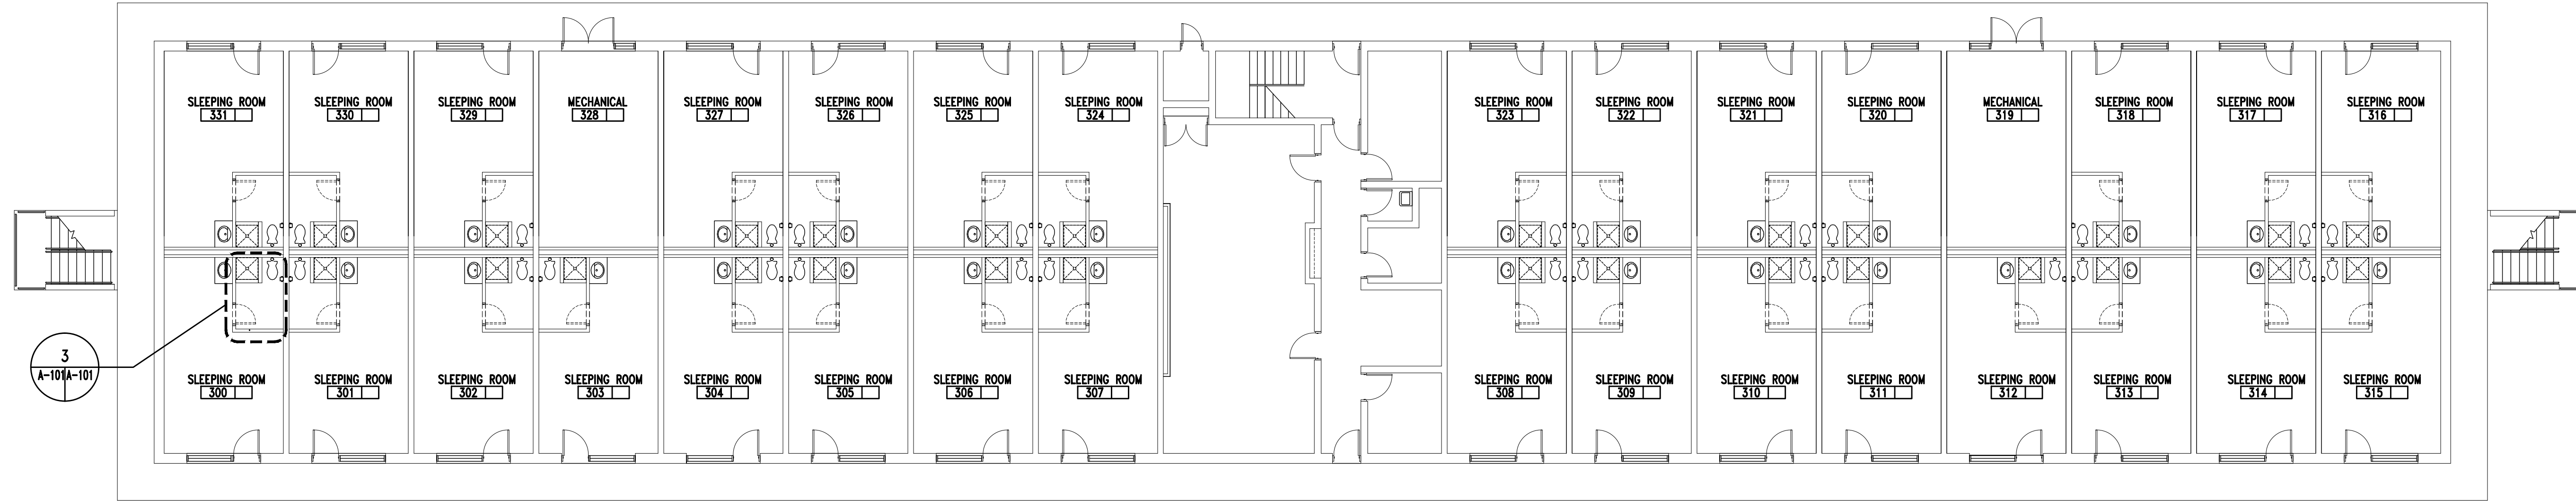 SLEEPING ROOM
331
SLEEPING ROOM
330
SLEEPING ROOM
329
MECHANICAL
328
SLEEPING ROOM
327
SLEEPING ROOM
326
SLEEPING ROOM
325
SLEEPING ROOM
324
SLEEPING ROOM
323
SLEEPING ROOM
322
SLEEPING ROOM
321
SLEEPING ROOM
320
MECHANICAL
319
SLEEPING ROOM
318
SLEEPING ROOM
317
SLEEPING ROOM
316
3
A-101 A-101
SLEEPING ROOM
300
SLEEPING ROOM
301
SLEEPING ROOM
302
SLEEPING ROOM
303
SLEEPING ROOM
304
SLEEPING ROOM
305
SLEEPING ROOM
306
SLEEPING ROOM
307
SLEEPING ROOM
308
SLEEPING ROOM
309
SLEEPING ROOM
310
SLEEPING ROOM
311
SLEEPING ROOM
312
SLEEPING ROOM
313
SLEEPING ROOM
314
SLEEPING ROOM
315